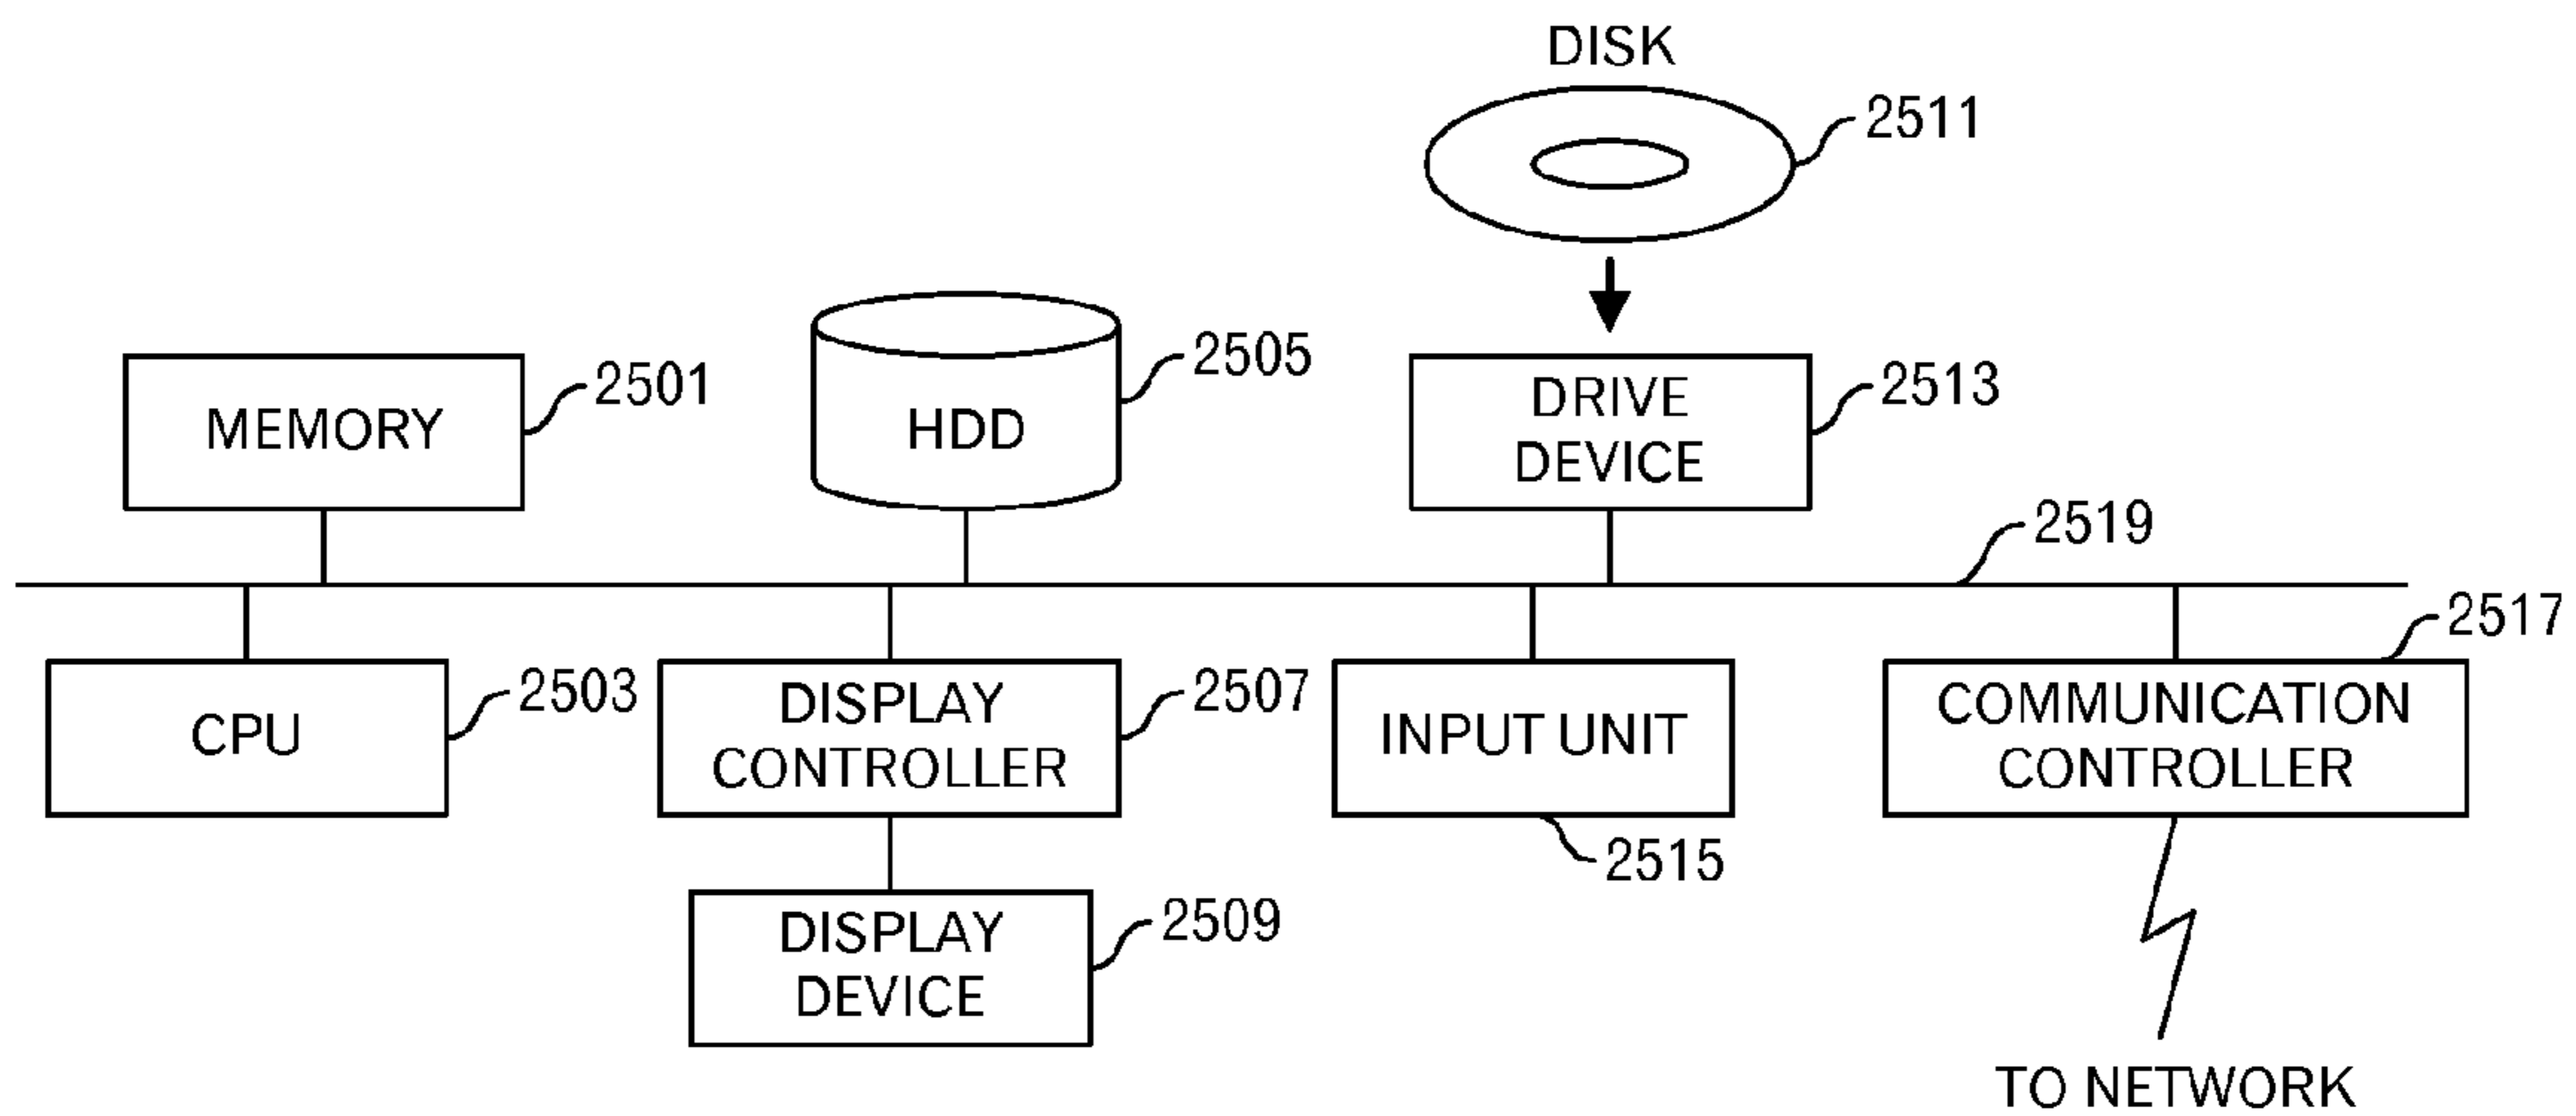 DISK
2511
2505
MEMORY
2501
HDD
DRIVE
DEVICE
2513
2519
2517
CPU
2503
DISPLAY
CONTROLLER
2507
INPUT UNIT
2515
COMMUNICATION
CONTROLLER
DISPLAY
DEVICE
2509
TO NETWORK